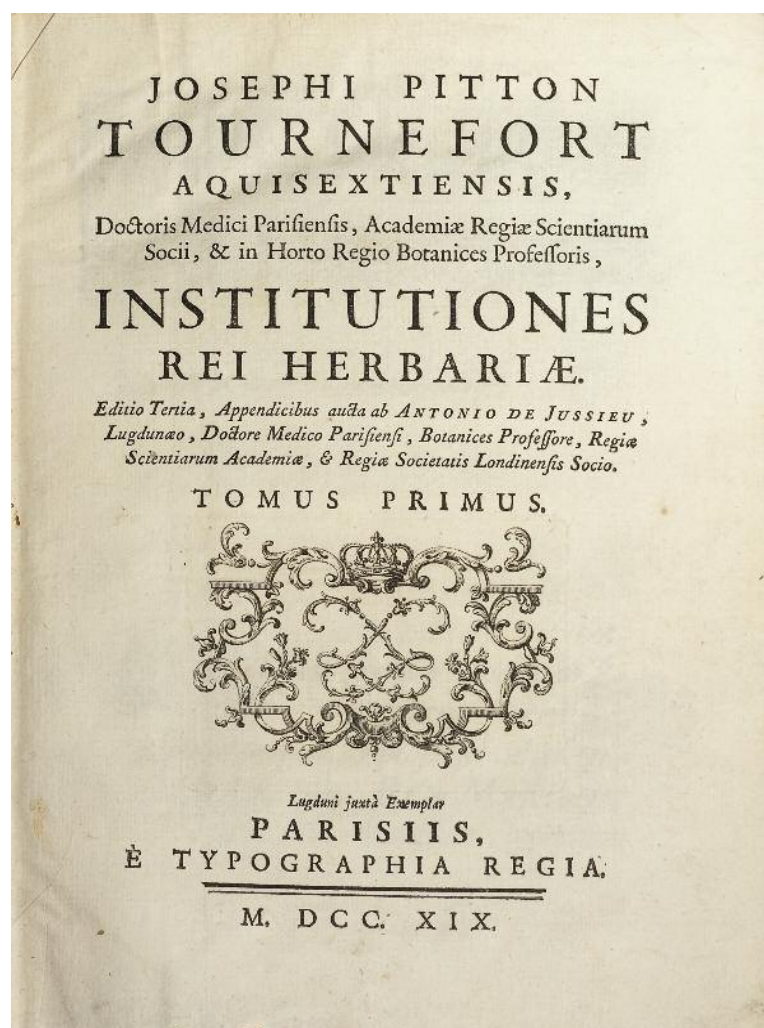 JOSEPHI PITTON
TOURNEFORT
AQUISEXTIENSIS,
Doctoris Medici Pariſienſis, Academiæ Regiæ Scientiarum
Socii, & in Horto Regio Botanices Profeſſoris,
INSTITUTIONES
REI HERBARIÆ.
Editio Tertia, Appendicibus aucta ab ANTONIO DE JUSSIEU,
Lugdunæo, Doctore Medico Pariſienſi, Botanices Profeſſore, Regiæ
Scientiarum Academiæ, & Regiæ Societatis Londinenſis Socio.
TOMUS PRIMUS.
Lugduni juxtà Exemplar
PARISIIS,
È TYPOGRAPHIA REGIA.
M. DCC. XIX.